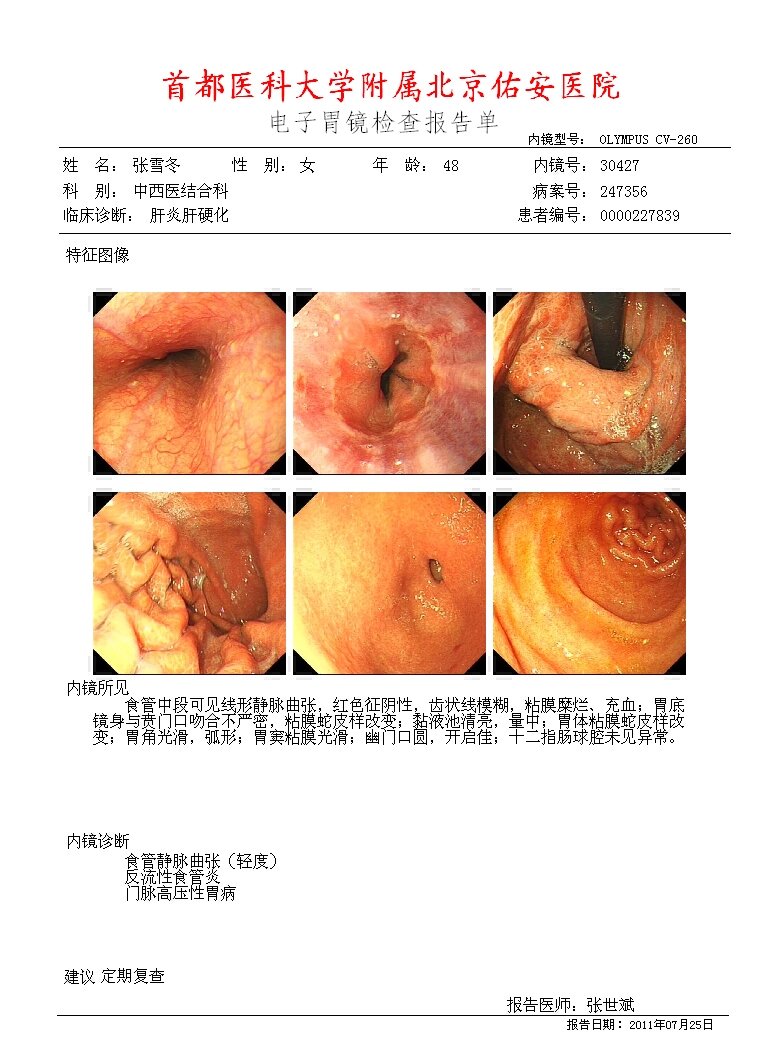 首都医科大学附属北京佑安医院
电子胃镜检查报告单
内镜型号： OLYMPUS CV-260
姓 名： 张雪冬 性 别：女 年 龄： 48 内镜号： 30427
科 别： 中西医结合科 病案号： 247356
临床诊断： 肝炎肝硬化 患者编号： 0000227839
特征图像
内镜所见
食管中段可见线形静脉曲张，红色征阴性，齿状线模糊，粘膜糜烂、充血；胃底
镜身与贲门口吻合不严密，粘膜蛇皮样改变；黏液池清亮，量中；胃体粘膜蛇皮样改
变；胃角光滑，弧形；胃窦粘膜光滑；幽门口圆，开启佳；十二指肠球腔未见异常。
内镜诊断
食管静脉曲张（轻度）
反流性食管炎
门脉高压性胃病
建议 定期复查
报告医师：张世斌
报告日期：2011年07月25日